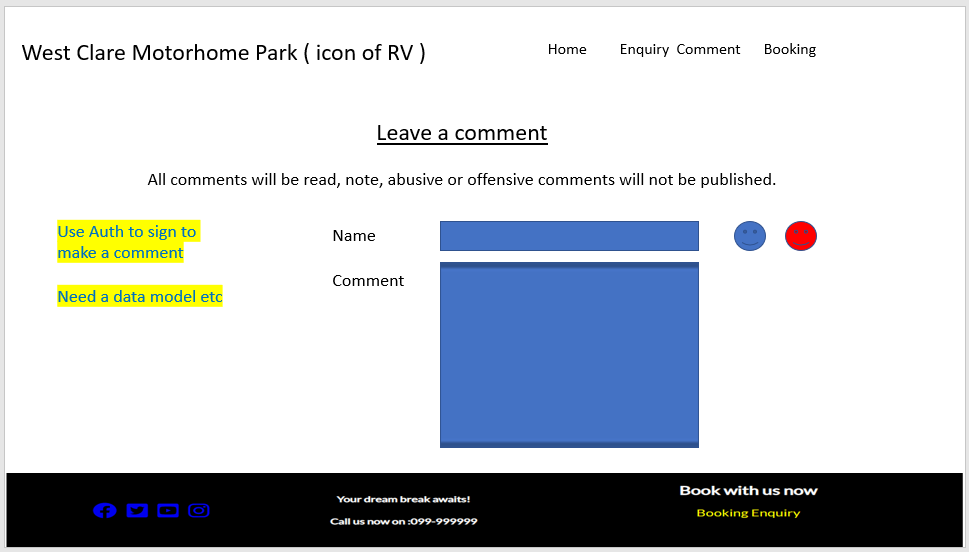 West Clare Motorhome Park ( icon of RV )
Home Enquiry Comment Booking
Leave a comment
All comments will be read, note, abusive or offensive comments will not be published.
Use Auth to sign to
make a comment
Need a data model etc
Name
Comment
Your dream break awaits!
Call us now on :099-999999
Book with us now
Booking Enquiry